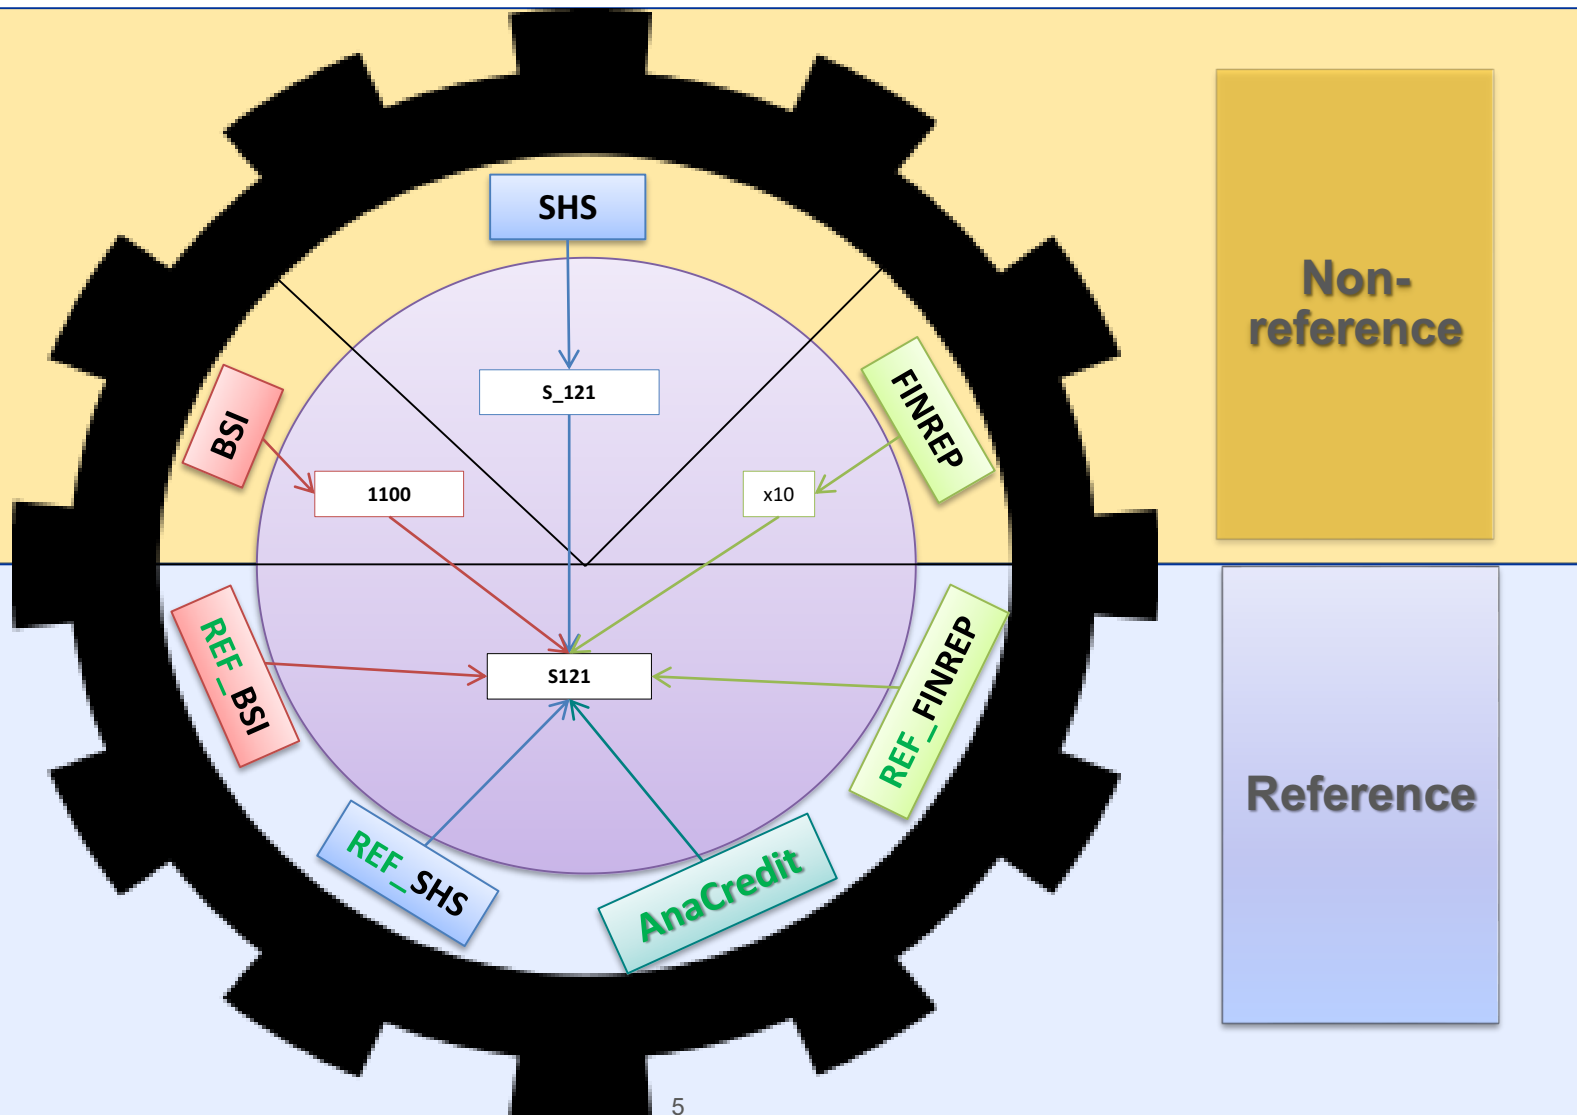 SHS
Non-
reference
S_121
BSI
FINREP
1100
x10
REF_BSI
S121
REF_FINREP
Reference
REF_SHS
AnaCredit
5